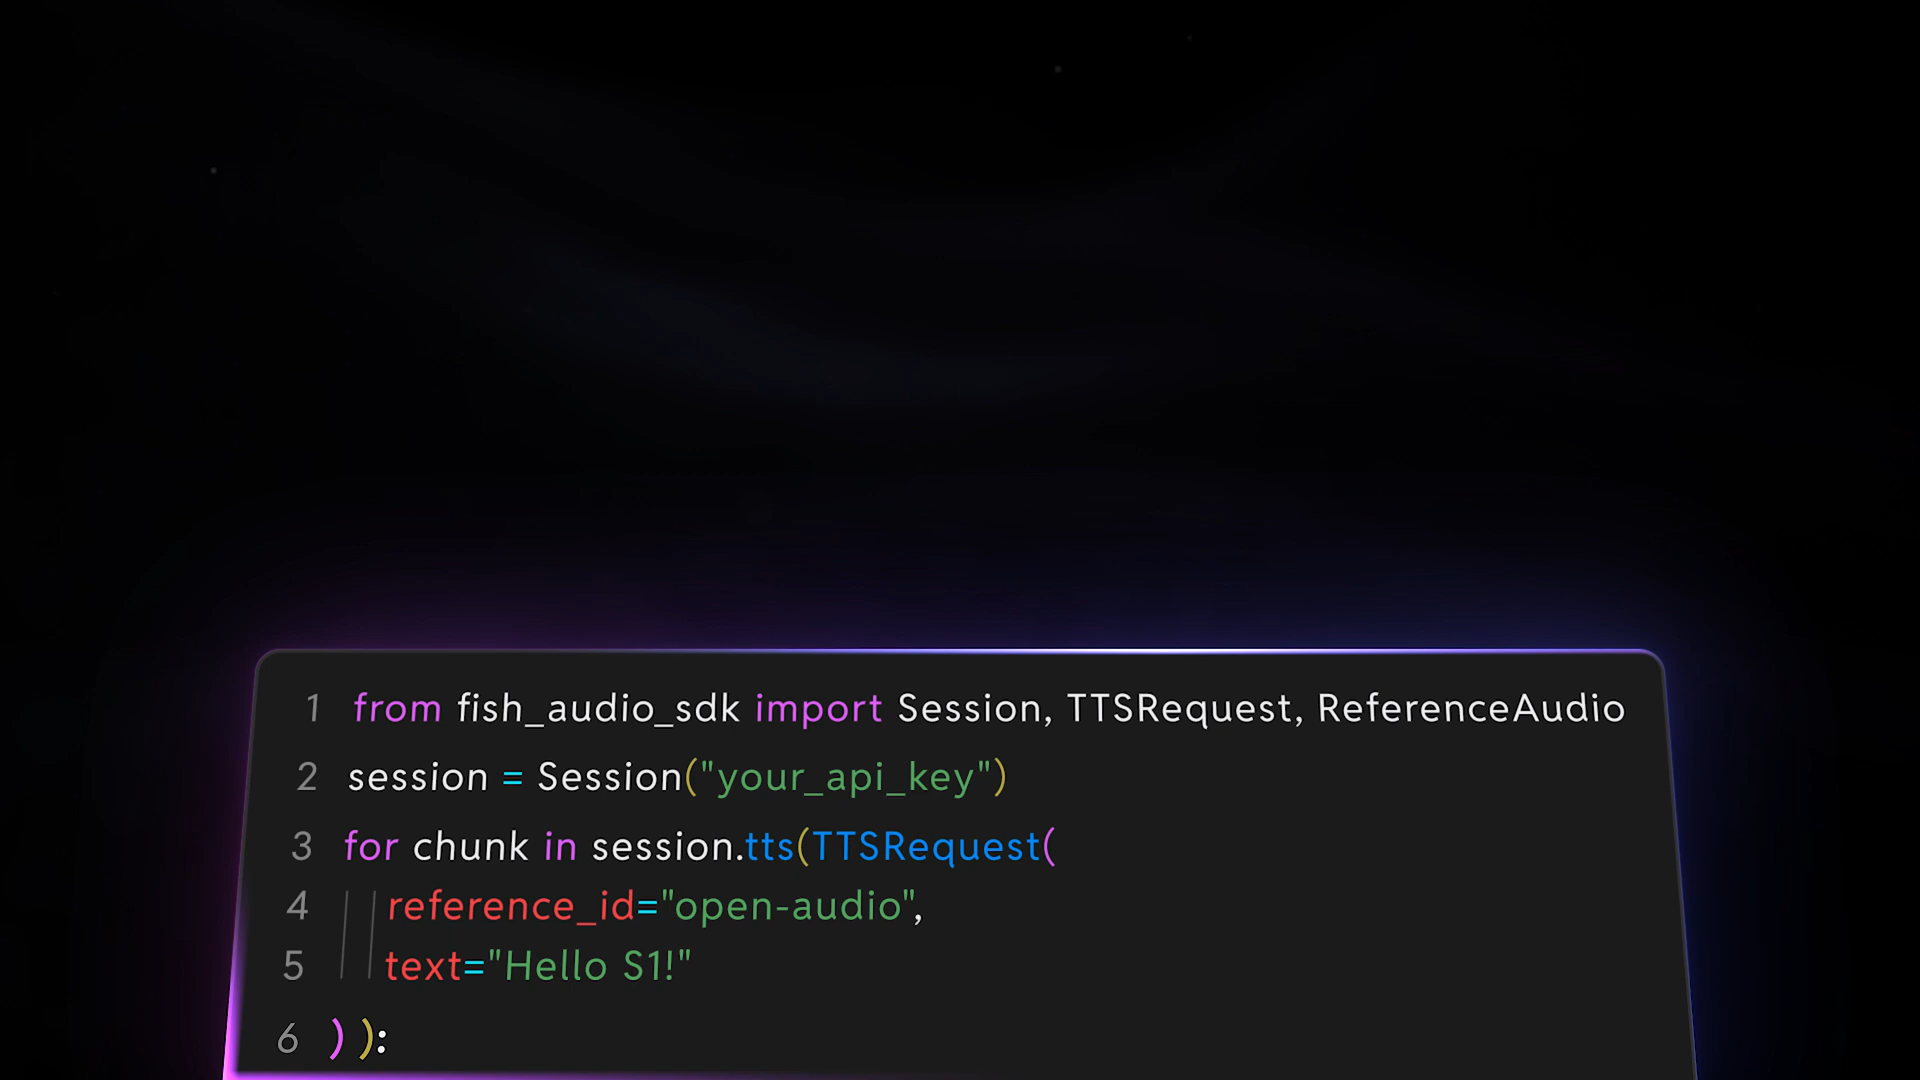 1 from fish_audio_sdk import Session, TTSRequest, ReferenceAudio
2 session = Session("your_api_key")
3 for chunk in session.tts(TTSRequest(
4 reference_id="open-audio",
5 text="Hello S1!"
6 ) ):